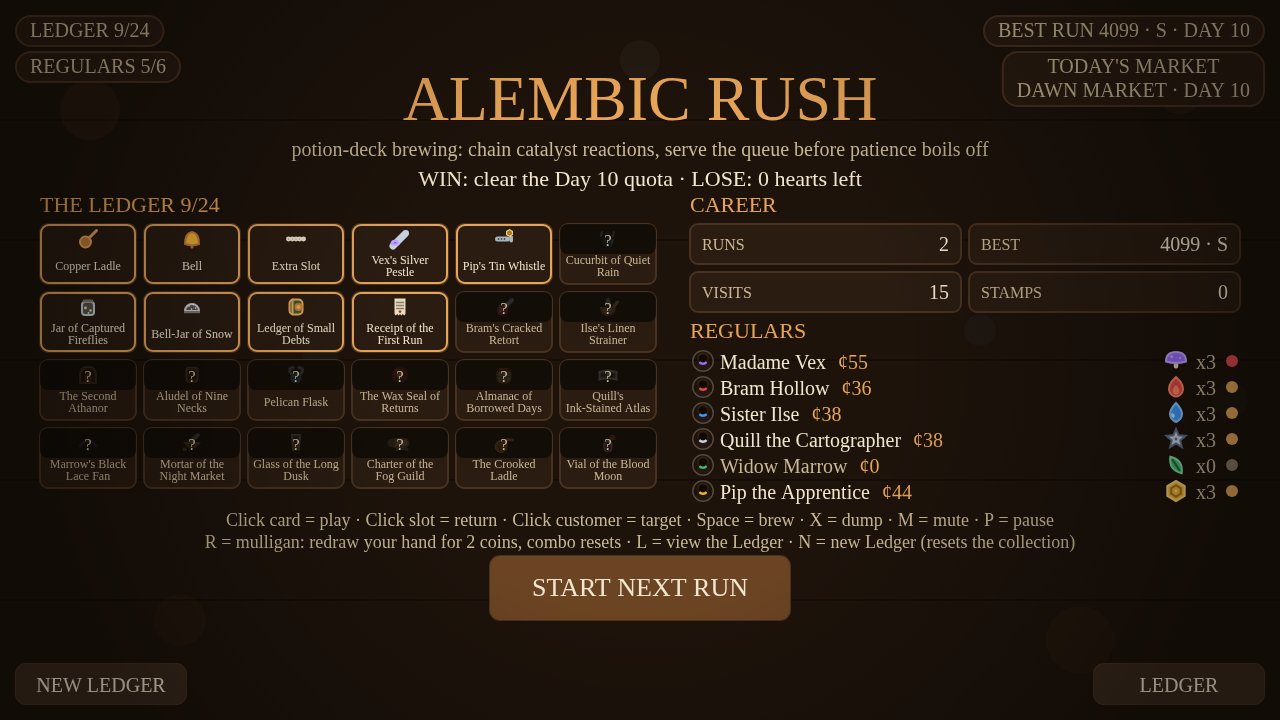 LEDGER 9/24
REGULARS 5/6
BEST RUN 4099 · S · DAY 10
TODAY'S MARKET
DAWN MARKET · DAY 10
ALEMBIC RUSH
potion-deck brewing: chain catalyst reactions, serve the queue before patience boils off
WIN: clear the Day 10 quota · LOSE: 0 hearts left
THE LEDGER 9/24
Copper Ladle
Bell
Extra Slot
Vex's Silver
Pestle
Pip's Tin Whistle
?
Cucurbit of Quiet
Rain
Jar of Captured
Fireflies
Bell-Jar of Snow
Ledger of Small
Debts
Receipt of the
First Run
?
Bram's Cracked
Retort
?
Ilse's Linen
Strainer
?
The Second
Athanor
?
Aludel of Nine
Necks
?
Pelican Flask
?
The Wax Seal of
Returns
?
Almanac of
Borrowed Days
?
Quill's
Ink-Stained Atlas
?
Marrow's Black
Lace Fan
?
Mortar of the
Night Market
?
Glass of the Long
Dusk
?
Charter of the
Fog Guild
?
The Crooked
Ladle
?
Vial of the Blood
Moon
CAREER
RUNS 2
BEST 4099 · S
VISITS 15
STAMPS 0
REGULARS
Madame Vex ¢55 x3
Bram Hollow ¢36 x3
Sister Ilse ¢38 x3
Quill the Cartographer ¢38 x3
Widow Marrow ¢0 x0
Pip the Apprentice ¢44 x3
Click card = play · Click slot = return · Click customer = target · Space = brew · X = dump · M = mute · P = pause
R = mulligan: redraw your hand for 2 coins, combo resets · L = view the Ledger · N = new Ledger (resets the collection)
START NEXT RUN
NEW LEDGER
LEDGER